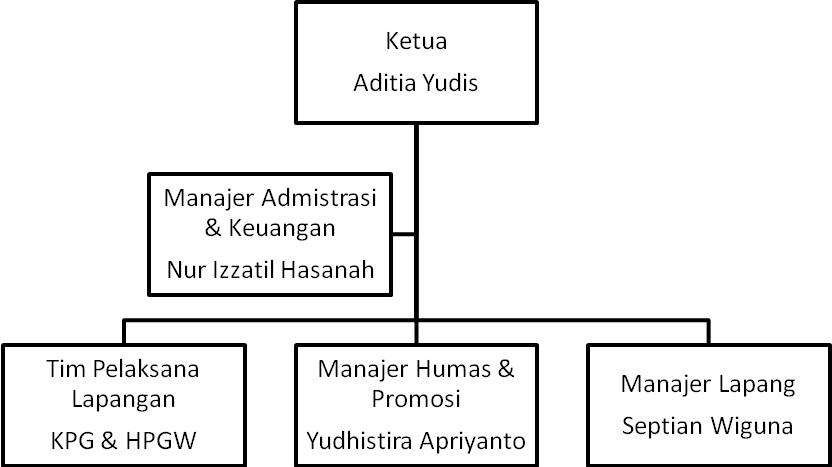 Ketua
Aditia Yudis
Manajer Admistrasi
& Keuangan
Nur Izzatil Hasanah
Tim Pelaksana
Lapangan
KPG & HPGW
Manajer Humas &
Promosi
Yudhistira Apriyanto
Manajer Lapang
Septian Wiguna